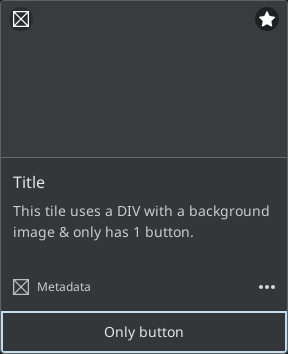 Title
This tile uses a DIV with a background
image & only has 1 button.
Metadata
Only button